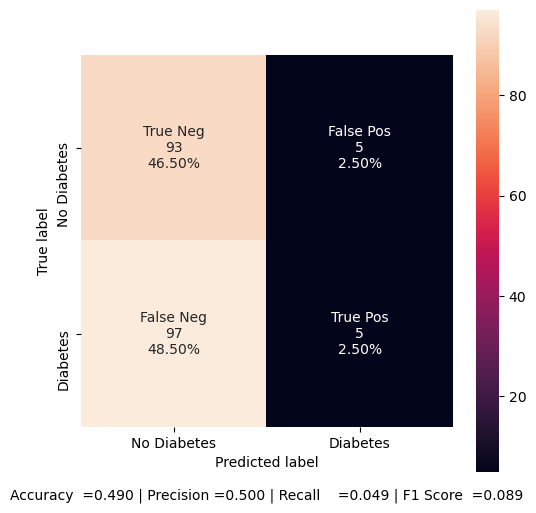 True Neg
93
46.50%
False Pos
5
2.50%
False Neg
97
48.50%
True Pos
5
2.50%
True label
No Diabetes
Diabetes
No Diabetes
Diabetes
Predicted label
Accuracy  =0.490 | Precision =0.500 | Recall    =0.049 | F1 Score  =0.089
80
60
40
20